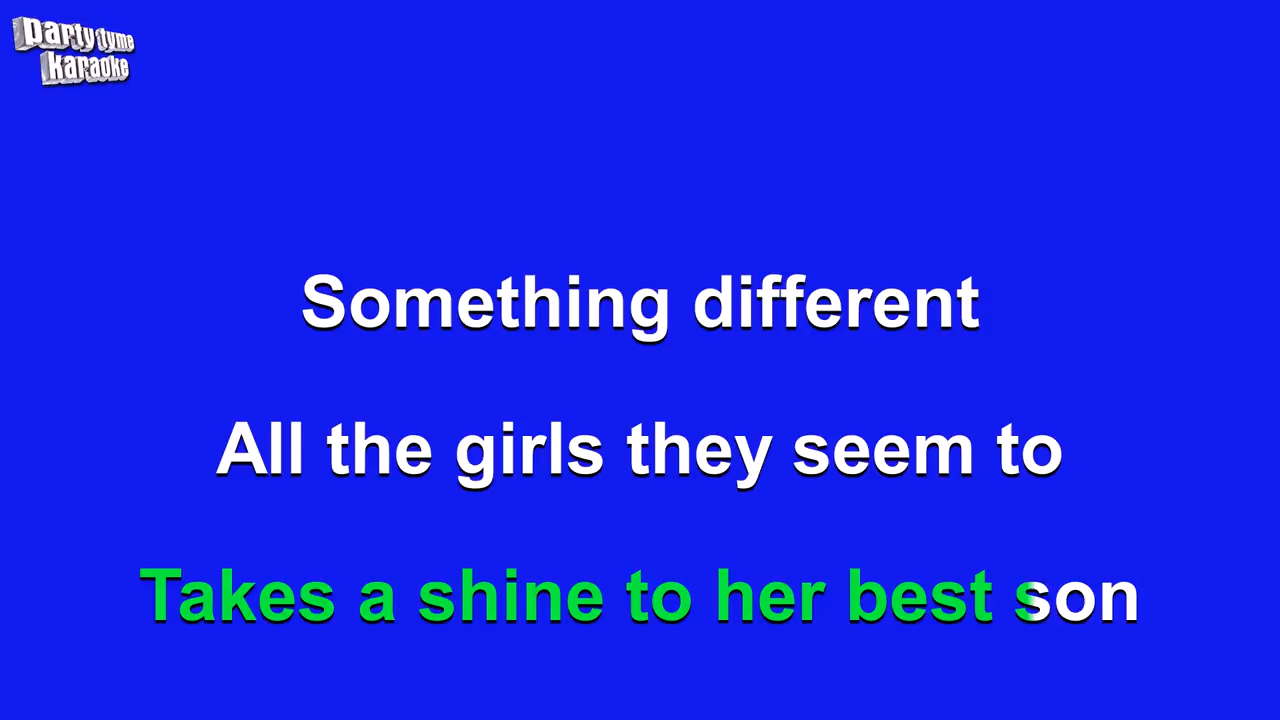 party tyme
karaoke
Something different
All the girls they seem to
Takes a shine to her best son